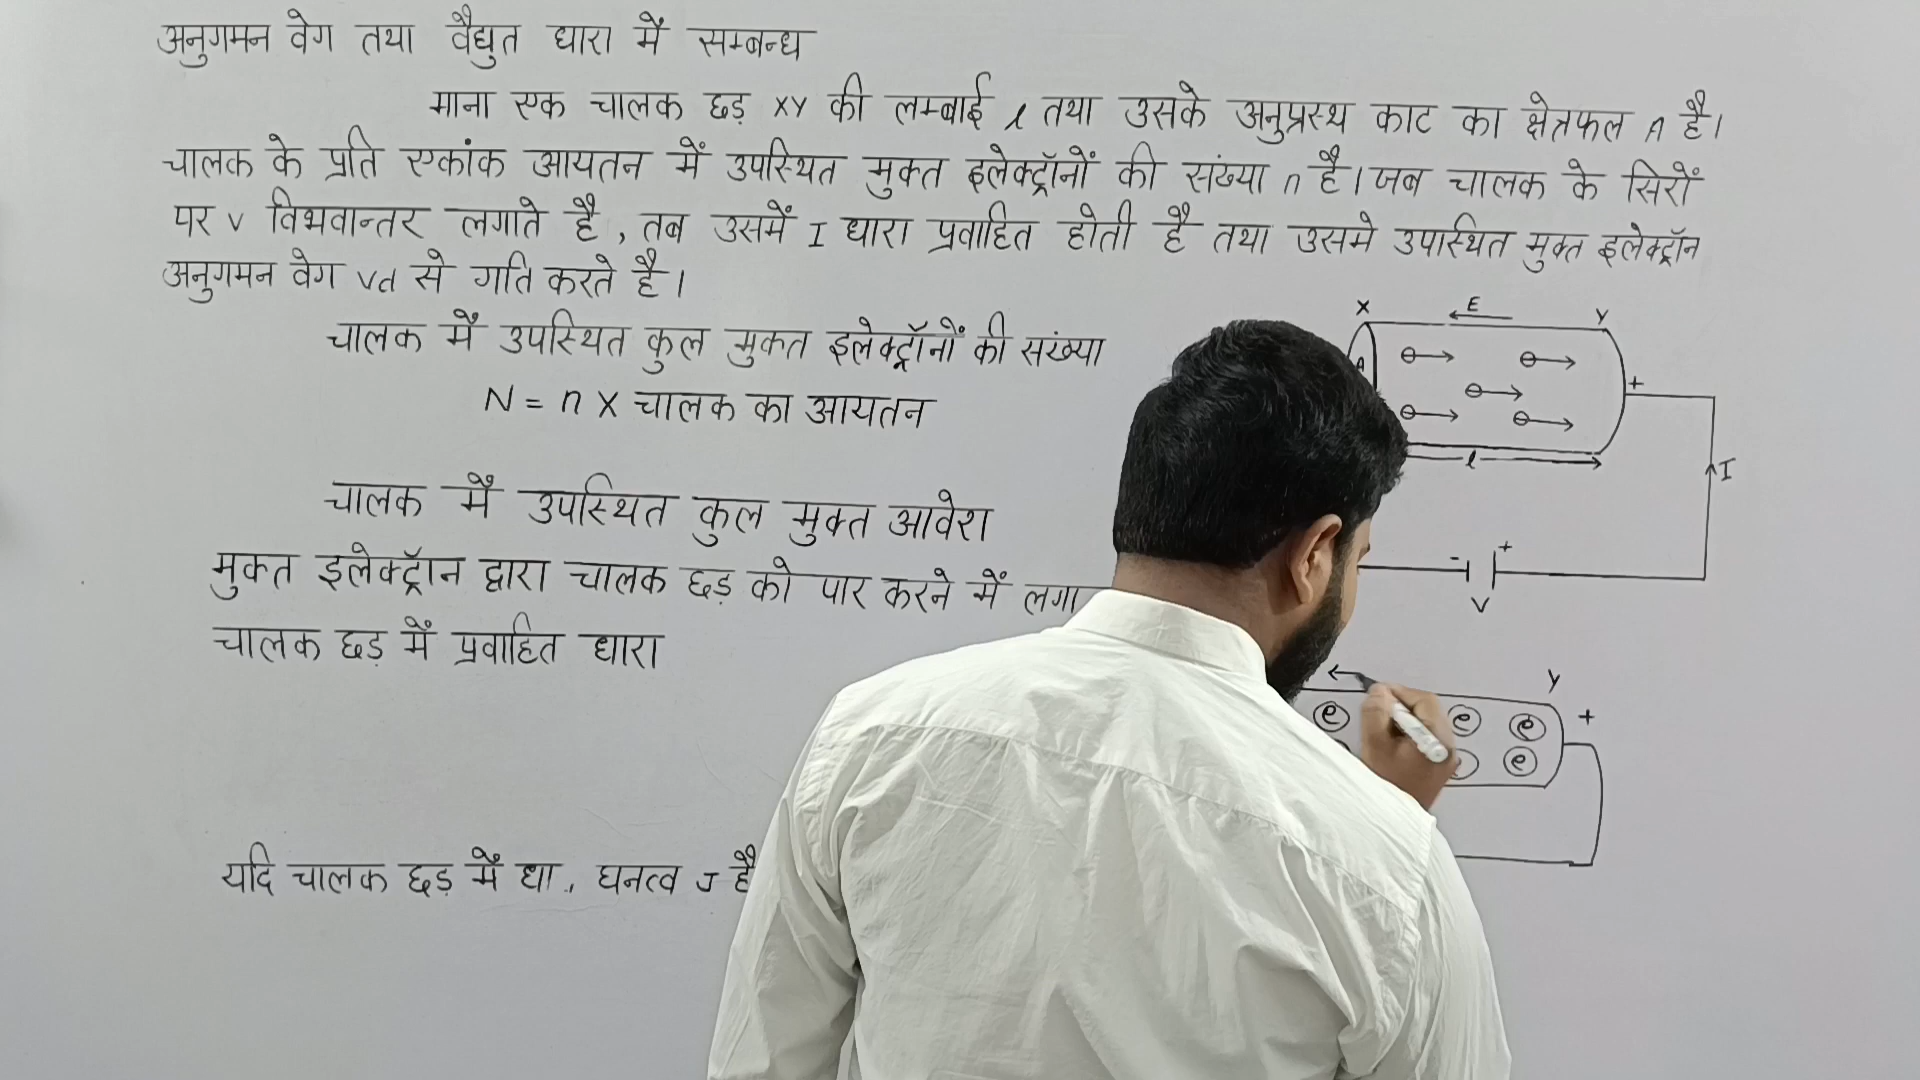 अनुगमन वेग तथा वैद्युत धारा में सम्बन्ध
माना एक चालक छड़ XY की लम्बाई l तथा उसके अनुप्रस्थ काट का क्षेत्रफल A है।
चालक के प्रति एकांक आयतन में उपस्थित मुक्त इलेक्ट्रॉनों की संख्या n है। जब चालक के सिरों
पर V विभवान्तर लगाते है, तब उसमें I धारा प्रवाहित होती है तथा उसमे उपस्थित मुक्त इलेक्ट्रॉन
अनुगमन वेग vd से गति करते है।
चालक में उपस्थित कुल मुक्त इलेक्ट्रॉनों की संख्या
N = n X चालक का आयतन
चालक में उपस्थित कुल मुक्त आवेश
मुक्त इलेक्ट्रॉन द्वारा चालक छड़ को पार करने में लगा
चालक छड़ में प्रवाहित धारा
यदि चालक छड़ में घनत्व J है
X E Y
A
+
l
I
- +
V
Y
e e e
+
e